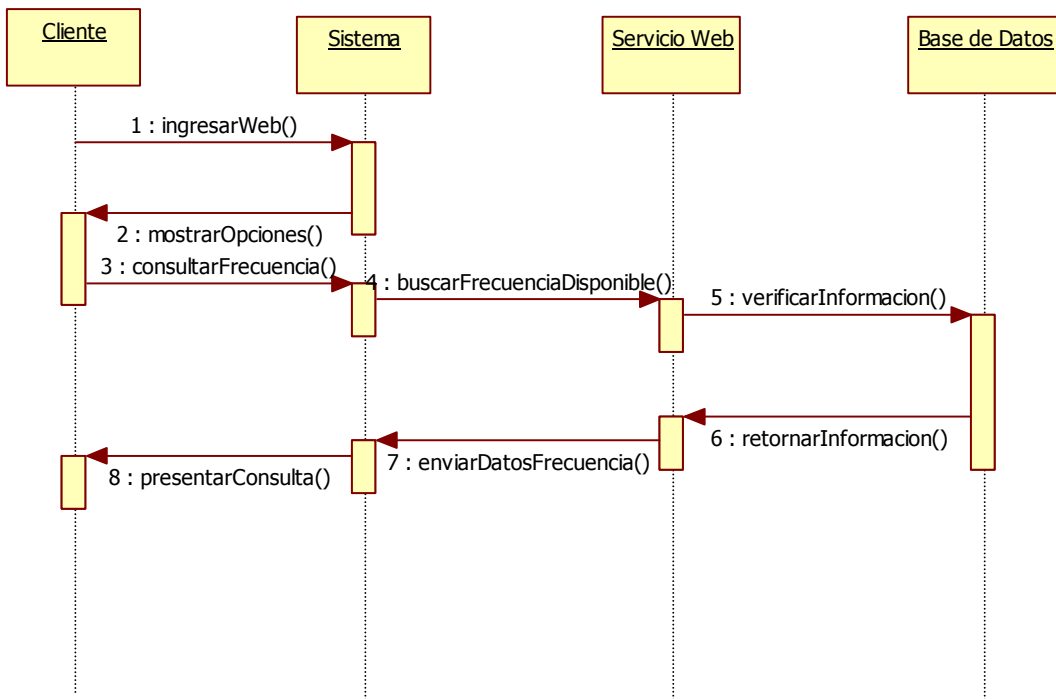 Cliente
Sistema
Servicio Web
Base de Datos
1 : ingresarWeb()
2 : mostrarOpciones()
3 : consultarFrecuencia()
4 : buscarFrecuenciaDisponible()
5 : verificarInformacion()
6 : retornarInformacion()
7 : enviarDatosFrecuencia()
8 : presentarConsulta()